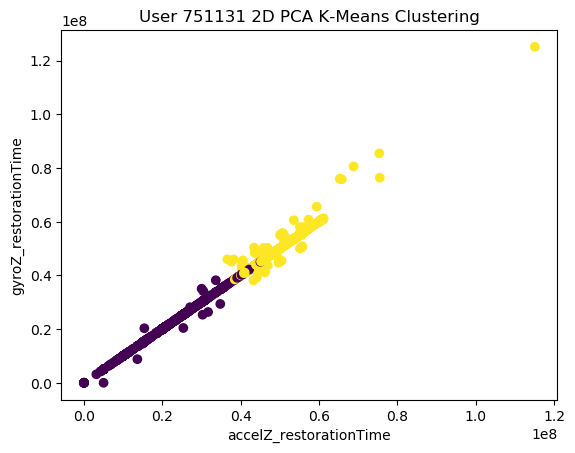 User 751131 2D PCA K-Means Clustering
1e8
1.2
1.0
0.8
0.6
0.4
0.2
0.0
gyroZ_restorationTime
0.0 0.2 0.4 0.6 0.8 1.0 1.2
accelZ_restorationTime
1e8